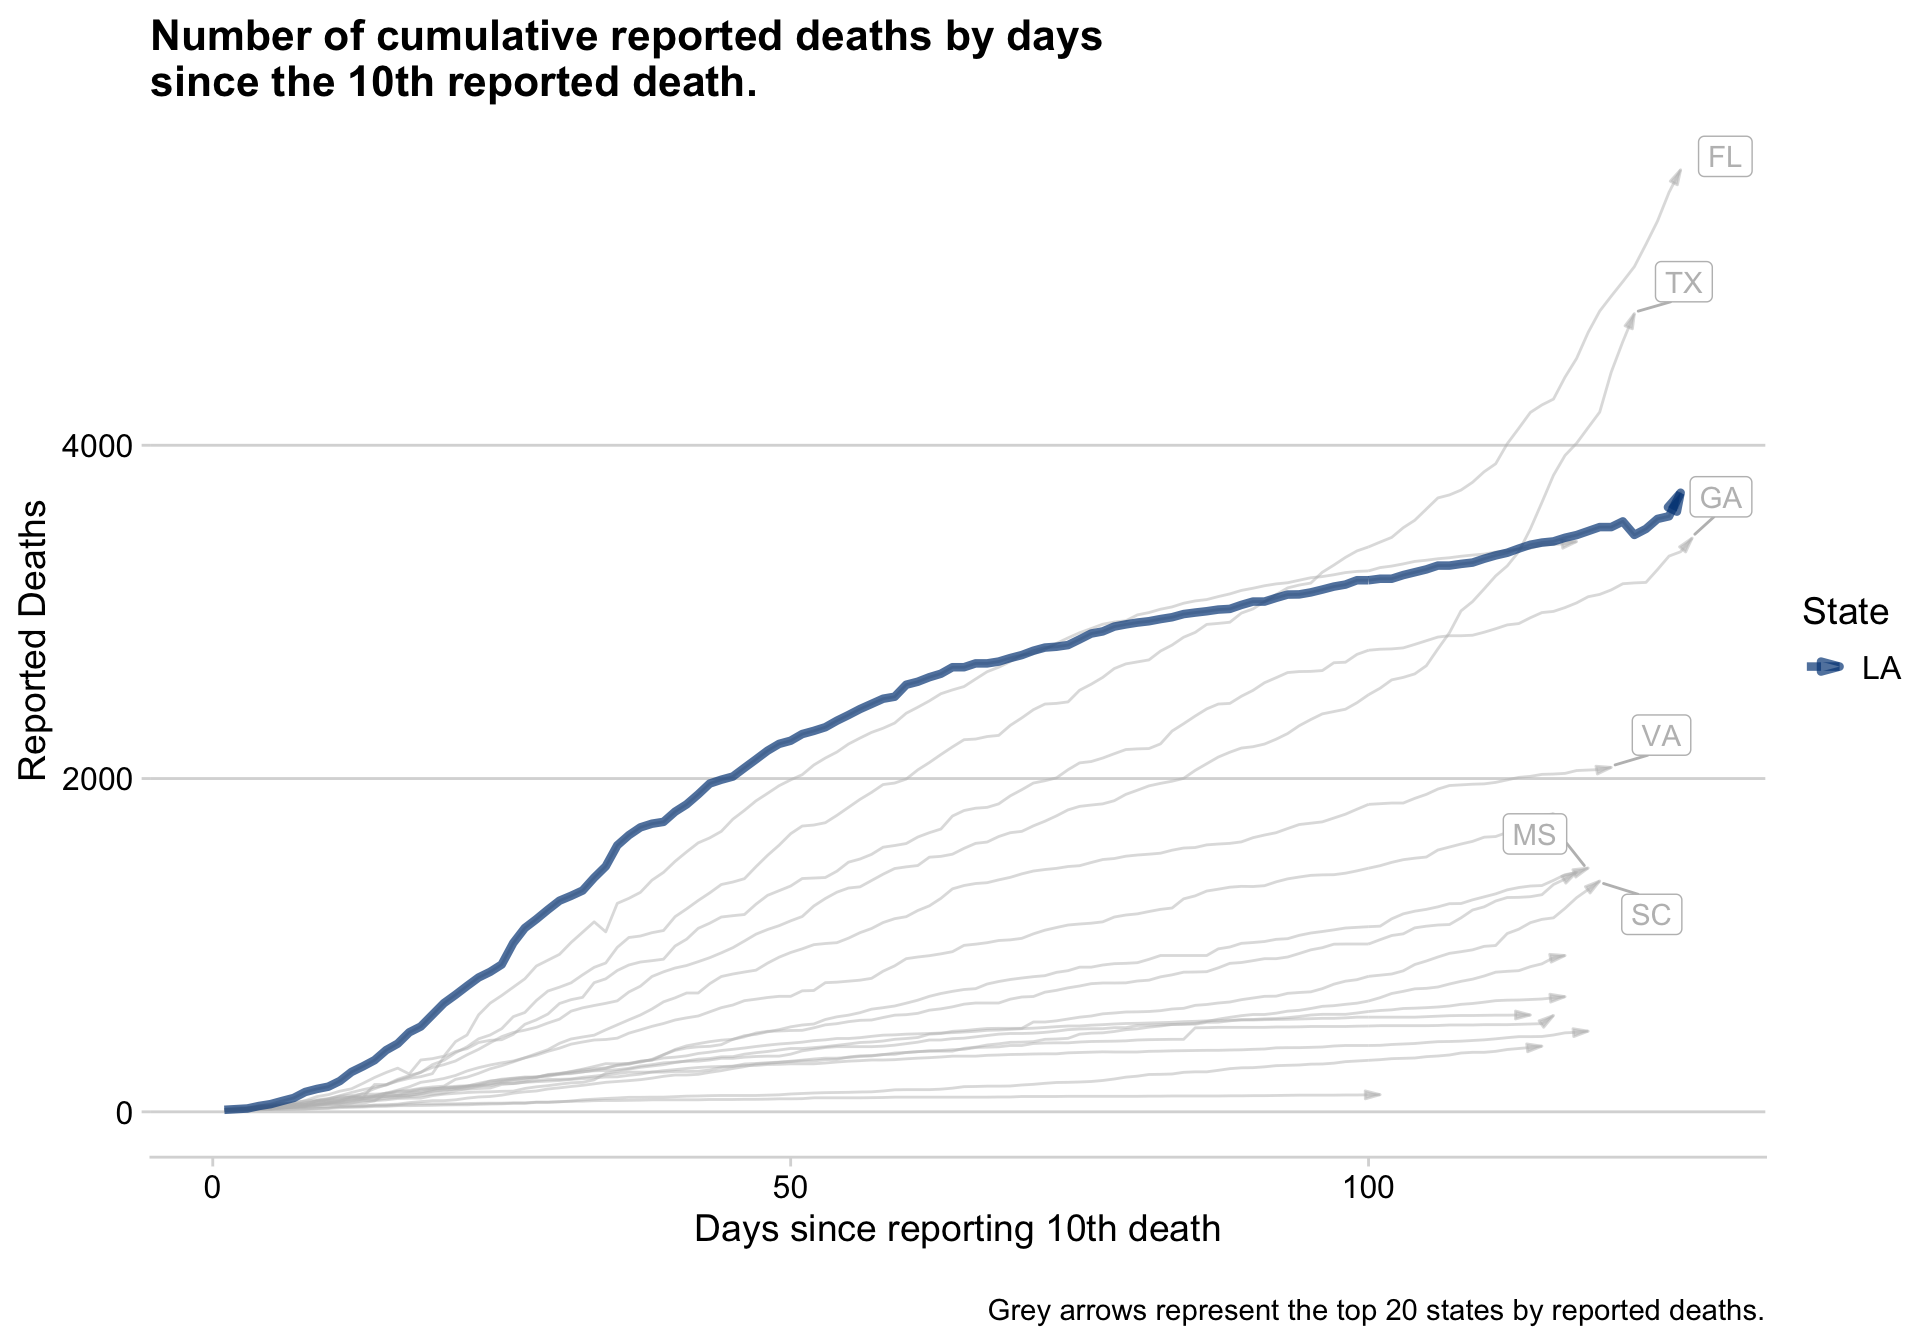 Number of cumulative reported deaths by days
since the 10th reported death.
FL
TX
4000
GA
Reported Deaths
State
LA
VA
2000
MS
SC
0
0
50
100
Days since reporting 10th death
Grey arrows represent the top 20 states by reported deaths.